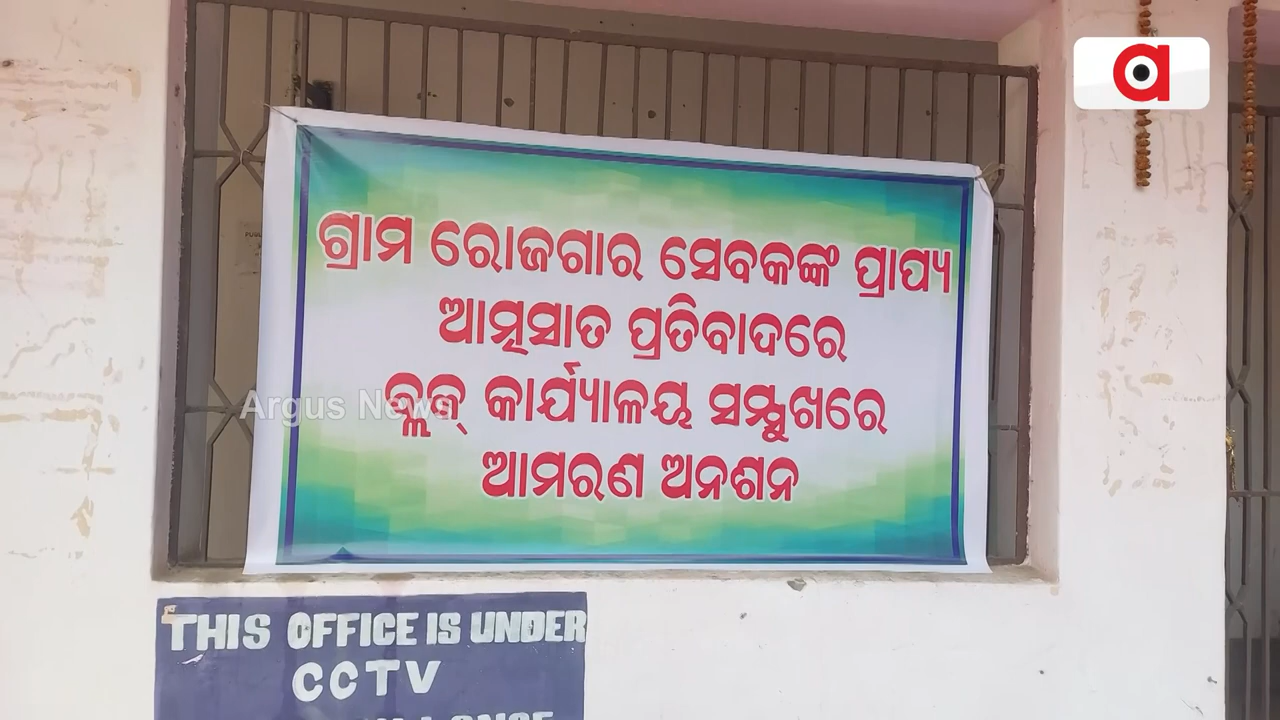 ଗ୍ରାମ ରୋଜଗାର ସେବକଙ୍କ ପ୍ରାପ୍ୟ
ଆତ୍ମସାତ ପ୍ରତିବାଦରେ
ବ୍ଲକ୍ କାର୍ଯ୍ୟାଳୟ ସମ୍ମୁଖରେ
ଆମରଣ ଅନଶନ
Argus News
THIS OFFICE IS UNDER
CCTV